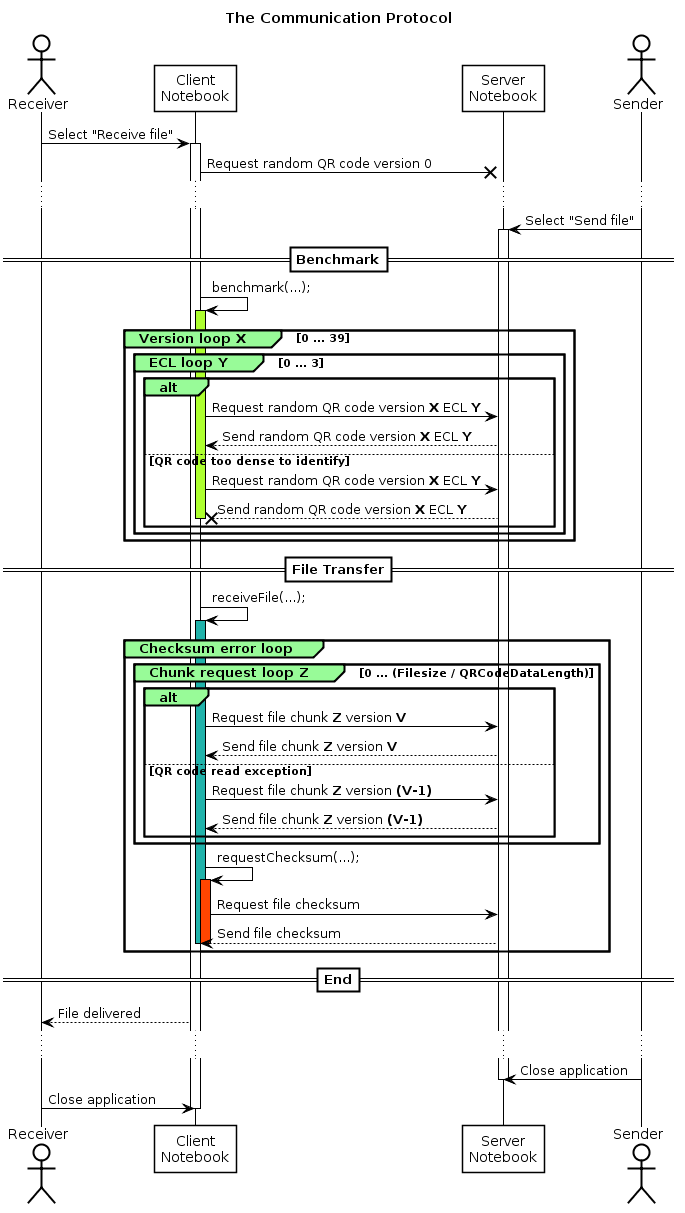 The Communication Protocol
Receiver
Client
Notebook
Server
Notebook
Sender
Select "Receive file"
Request random QR code version 0
Select "Send file"
Benchmark
benchmark(...);
Version loop X [0 ... 39]
ECL loop Y [0 ... 3]
alt
Request random QR code version X ECL Y
Send random QR code version X ECL Y
[QR code too dense to identify]
Request random QR code version X ECL Y
Send random QR code version X ECL Y
File Transfer
receiveFile(...);
Checksum error loop
Chunk request loop Z [0 ... (Filesize / QRCodeDataLength)]
alt
Request file chunk Z version V
Send file chunk Z version V
[QR code read exception]
Request file chunk Z version (V-1)
Send file chunk Z version (V-1)
requestChecksum(...);
Request file checksum
Send file checksum
End
File delivered
Close application
Close application
Receiver
Client
Notebook
Server
Notebook
Sender